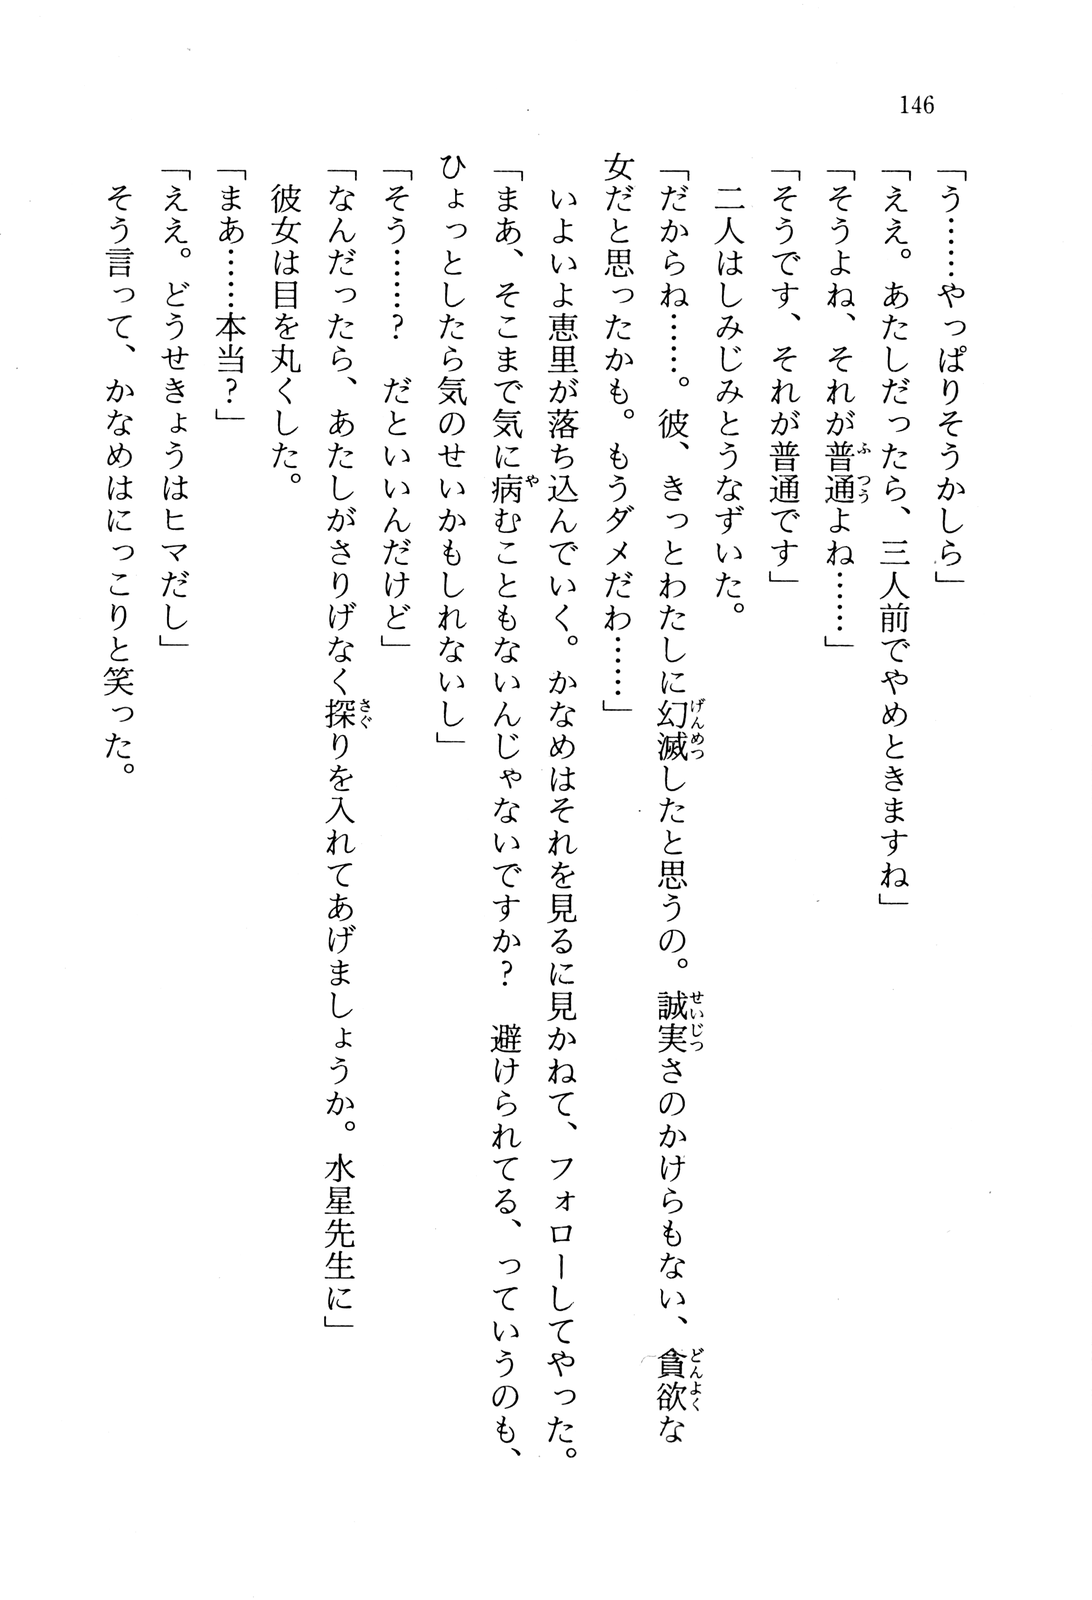 146
「う……やっぱりそうかしら」
「ええ。あたしだったら、三人前でやめときますね」
「そうよね、それが普通よね……」
「そうです、それが普通です」
二人はしみじみとうなずいた。
「だからね……。彼、きっとわたしに幻滅したと思うの。誠実さのかけらもない、貪欲な
女だと思ったかも。もうダメだわ……」
いよいよ恵里が落ち込んでいく。かなめはそれを見るに見かねて、フォローしてやった。
「まあ、そこまで気に病むこともないんじゃないですか？　避けられてる、っていうのも、
ひょっとしたら気のせいかもしれないし」
「そう……？　だといいんだけど」
「なんだったら、あたしがさりげなく探りを入れてあげましょうか。水星先生に」
彼女は目を丸くした。
「まあ……本当？」
「ええ。どうせきょうはヒマだし」
そう言って、かなめはにっこりと笑った。